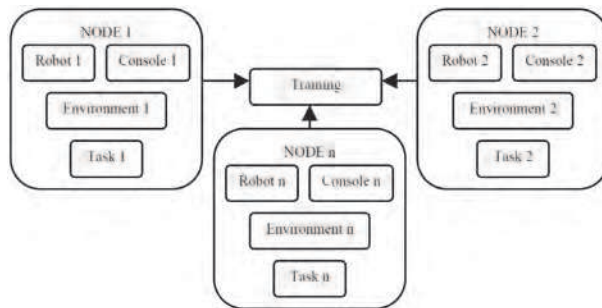 NODE 1
Robot 1
Console 1
Environment 1
Task 1
Training
NODE 2
Robot 2
Console 2
Environment 2
Task 2
NODE n
Robot n
Console n
Environment n
Task n